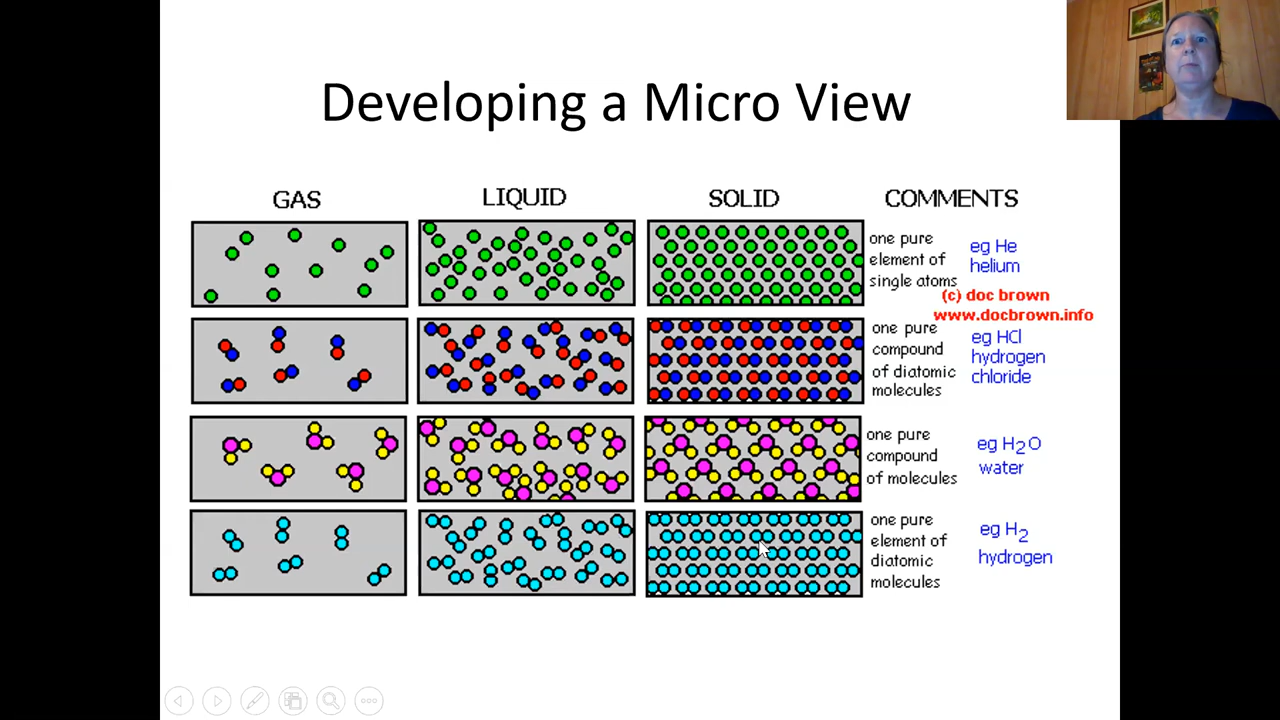 Developing a Micro View
GAS LIQUID SOLID COMMENTS
one pure
element of
single atoms
eg He
helium
(c) doc brown
www.docbrown.info
one pure
compound
of diatomic
molecules
eg HCl
hydrogen
chloride
one pure
compound
of molecules
eg H2O
water
one pure
element of
diatomic
molecules
eg H2
hydrogen